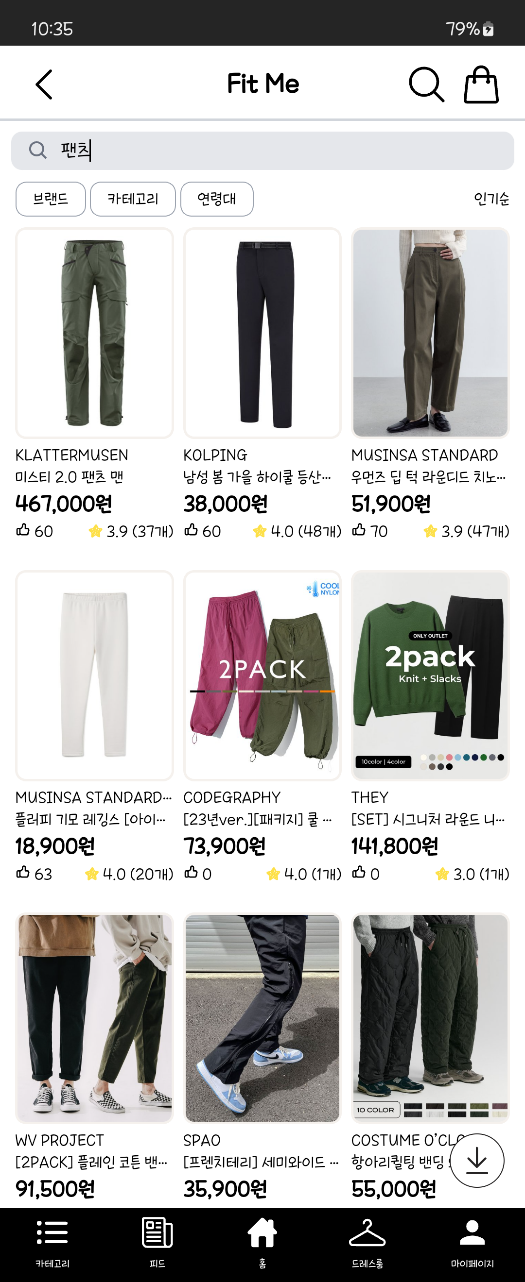 10:35
79%
Fit Me
팬츠
브랜드 카테고리 연령대 인기순
KLATTERMUSEN
미스티 2.0 팬츠 맨
467,000원
60 3.9 (37개)
KOLPING
남성 봄 가을 하이쿨 등산…
38,000원
60 4.0 (48개)
MUSINSA STANDARD
우먼즈 딥 턱 라운디드 치노…
51,900원
70 3.9 (47개)
MUSINSA STANDARD…
플러피 기모 레깅스 [아이…
18,900원
63 4.0 (20개)
COOL
NYLON
2PACK
CODEGRAPHY
[23년ver.][패키지] 쿨 …
73,900원
0 4.0 (1개)
ONLY OUTLET
2pack
Knit + Slacks
10color | 4color
THEY
[SET] 시그니처 라운드 니…
141,800원
0 3.0 (1개)
WV PROJECT
[2PACK] 플레인 코튼 밴…
91,500원
SPAO
[프렌치테리] 세미와이드 …
35,900원
10 COLOR
COSTUME O'CLO
항아리퀼팅 밴딩
55,000원
카테고리 피드 홈 드레스룸 마이페이지